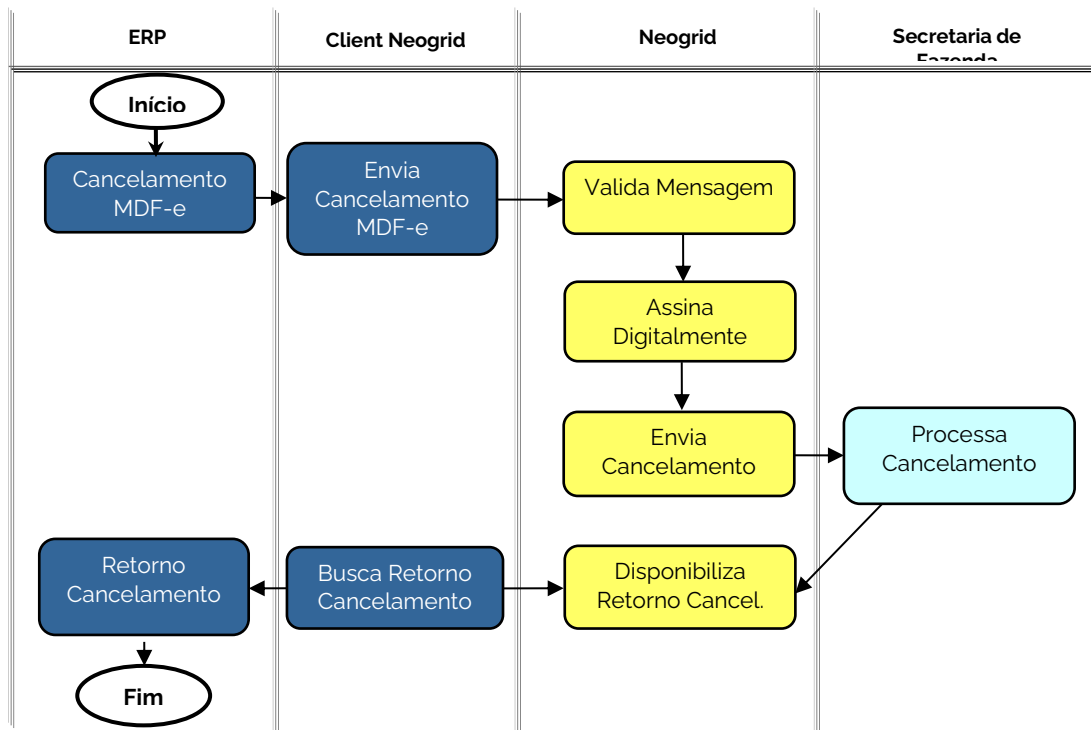 ERP
Client Neogrid
Neogrid
Secretaria de
Fazenda
Início
Cancelamento
MDF-e
Envia
Cancelamento
MDF-e
Valida Mensagem
Assina
Digitalmente
Envia
Cancelamento
Processa
Cancelamento
Retorno
Cancelamento
Busca Retorno
Cancelamento
Disponibiliza
Retorno Cancel.
Fim